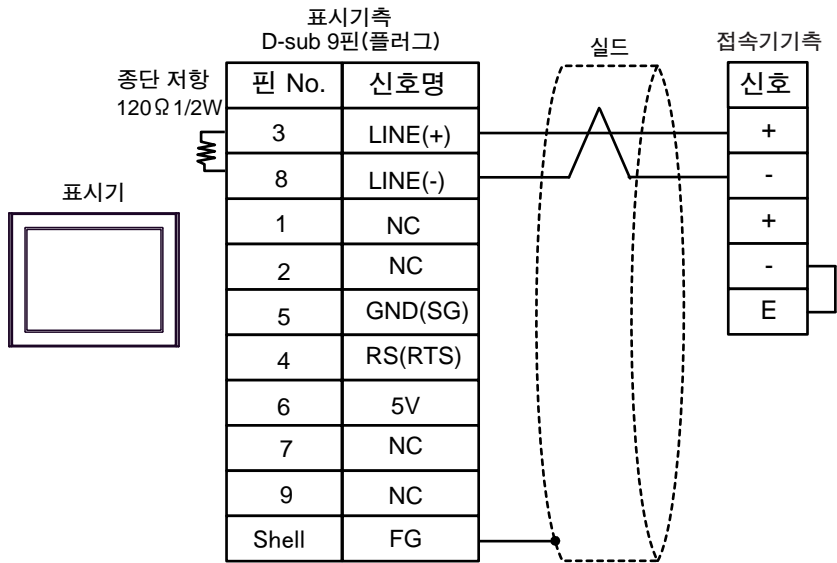 표시기측
D-sub 9핀(플러그)
실드
접속기기측
종단 저항
120Ω 1/2W
표시기
핀 No. 신호명
3 LINE(+)
8 LINE(-)
1 NC
2 NC
5 GND(SG)
4 RS(RTS)
6 5V
7 NC
9 NC
Shell FG
신호
+
-
+
-
E